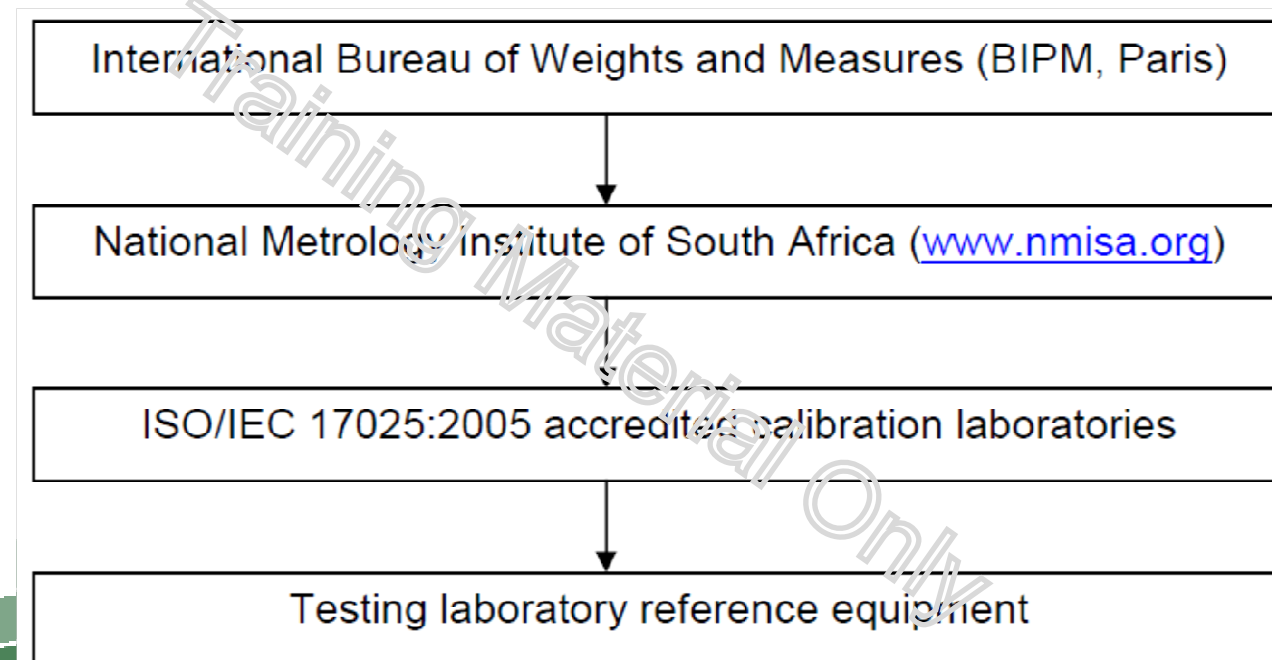 International Bureau of Weights and Measures (BIPM, Paris)
National Metrology Institute of South Africa (www.nmisa.org)
ISO/IEC 17025:2005 accredited calibration laboratories
Testing laboratory reference equipment
Training Material Only